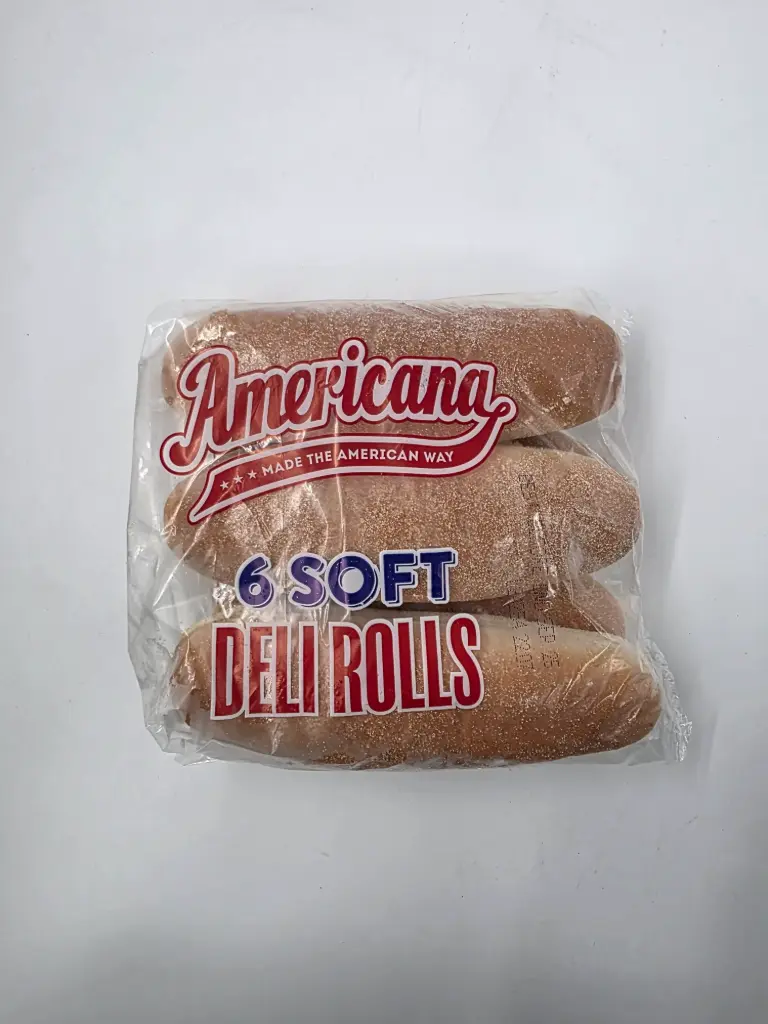 Americana
MADE THE AMERICAN WAY
6 SOFT
DELI ROLLS